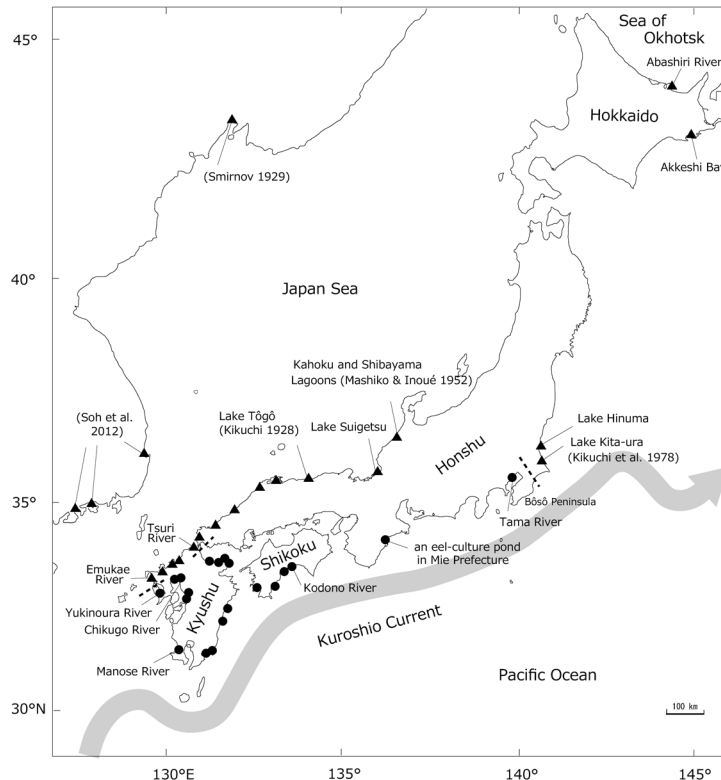 45°
Sea of
Okhotsk
Abashiri River
Hokkaido
Akkeshi Bay
(Smirnov 1929)
40°
Japan Sea
Kahoku and Shibayama
Lagoons (Mashiko & Inoué 1952)
(Soh et al.
2012)
Lake Tôgô
(Kikuchi 1928)
Lake Suigetsu
Honshu
Lake Hinuma
Lake Kita-ura
(Kikuchi et al. 1978)
35°
Bôsô Peninsula
Tama River
Tsuri
River
an eel-culture pond
in Mie Prefecture
Shikoku
Emukae
River
Kodono River
Kyushu
Yukinoura River
Chikugo River
Kuroshio Current
Manose River
Pacific Ocean
30°N
100 km
130°E
135°
140°
145°